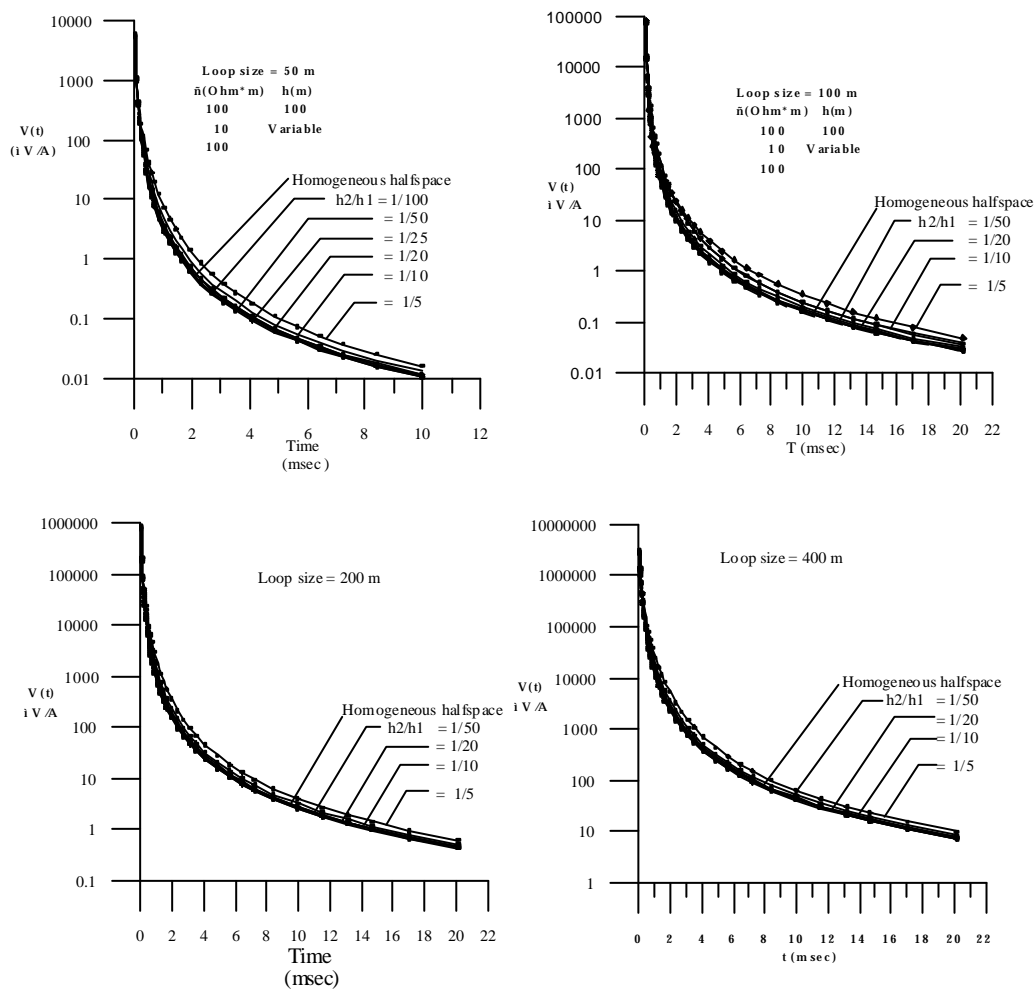 10000
1000
100
10
1
0.1
0.01
V(t)
(ì V/A)
Loop size = 50 m
ñ(Ohm*m) h(m)
100 100
10 Variable
100
Homogeneous halfspace
h2/h1 = 1/100
= 1/50
= 1/25
= 1/20
= 1/10
= 1/5
0 2 4 6 8 10 12
Time
(msec)
100000
10000
1000
100
10
1
0.1
0.01
V(t)
ì V/A
Loop size = 100 m
ñ(Ohm*m) h(m)
100 100
10 Variable
100
Homogeneous halfspace
h2/h1 = 1/50
= 1/20
= 1/10
= 1/5
0 2 4 6 8 10 12 14 16 18 20 22
T (msec)
1000000
100000
10000
1000
100
10
1
0.1
V(t)
ì V/A
Loop size = 200 m
Homogeneous halfspace
h2/h1 = 1/50
= 1/20
= 1/10
= 1/5
0 2 4 6 8 10 12 14 16 18 20 22
Time
(msec)
10000000
1000000
100000
10000
1000
100
10
1
V(t)
ì V/A
Loop size = 400 m
Homogeneous halfspace
h2/h1 = 1/50
= 1/20
= 1/10
= 1/5
0 2 4 6 8 10 12 14 16 18 20 22
t (msec)